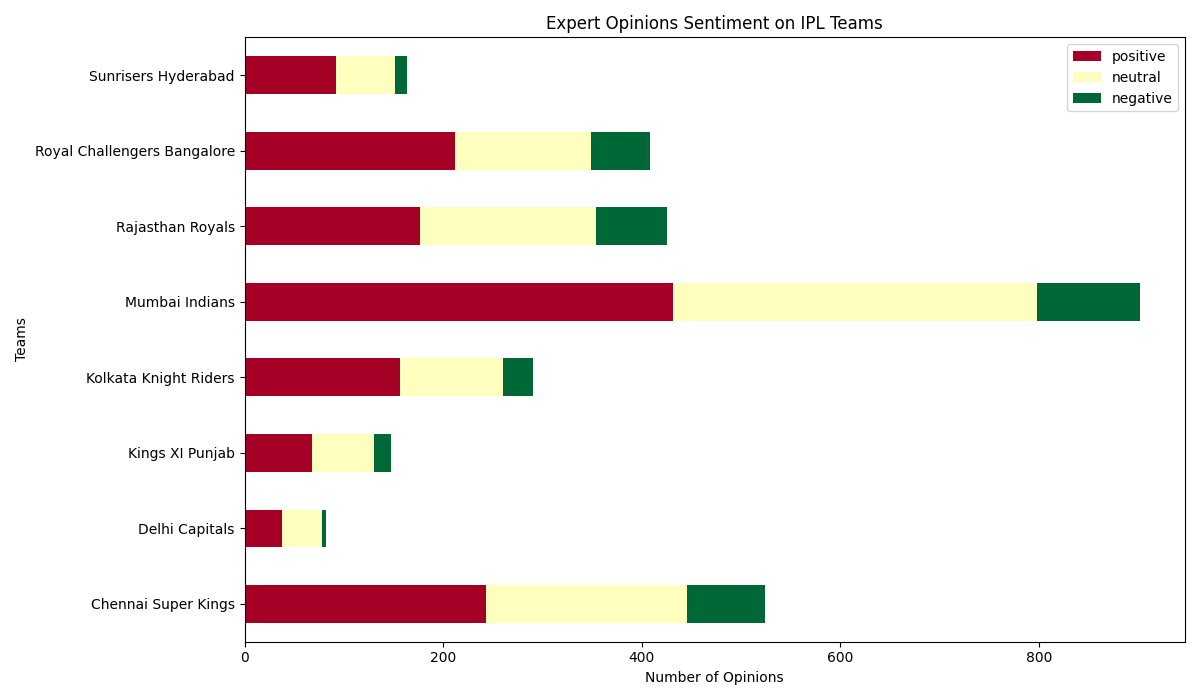 Expert Opinions Sentiment on IPL Teams
positive
neutral
negative
Teams
Sunrisers Hyderabad
Royal Challengers Bangalore
Rajasthan Royals
Mumbai Indians
Kolkata Knight Riders
Kings XI Punjab
Delhi Capitals
Chennai Super Kings
0 200 400 600 800
Number of Opinions